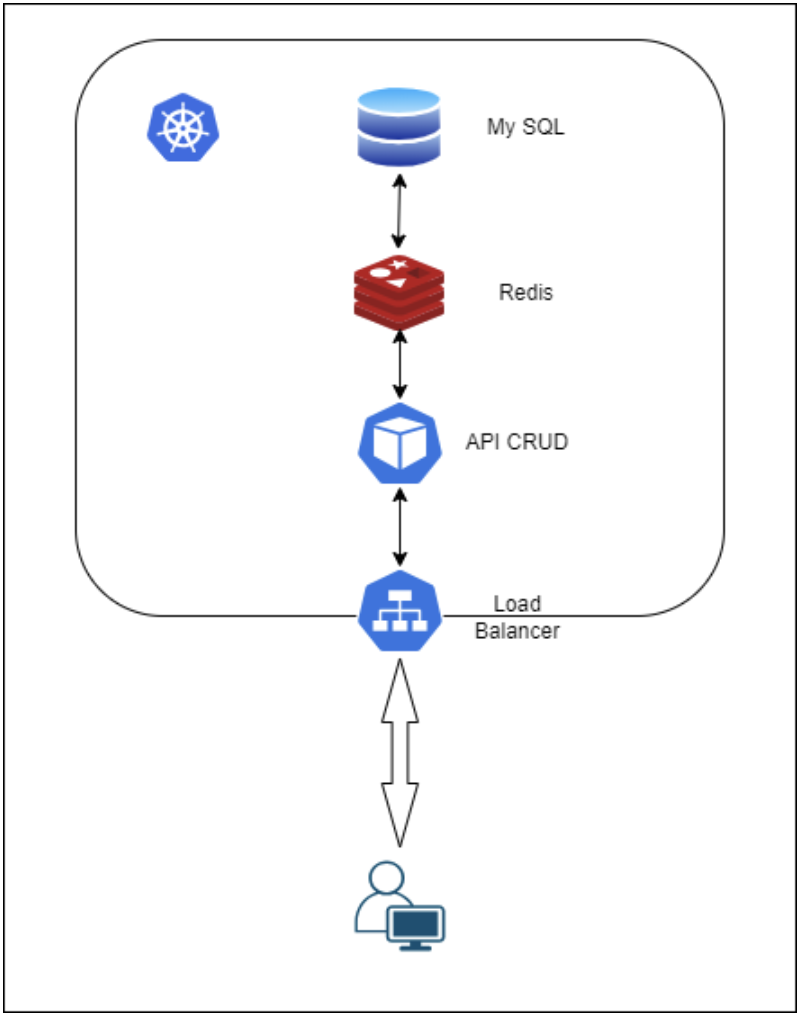 My SQL
Redis
API CRUD
Load
Balancer